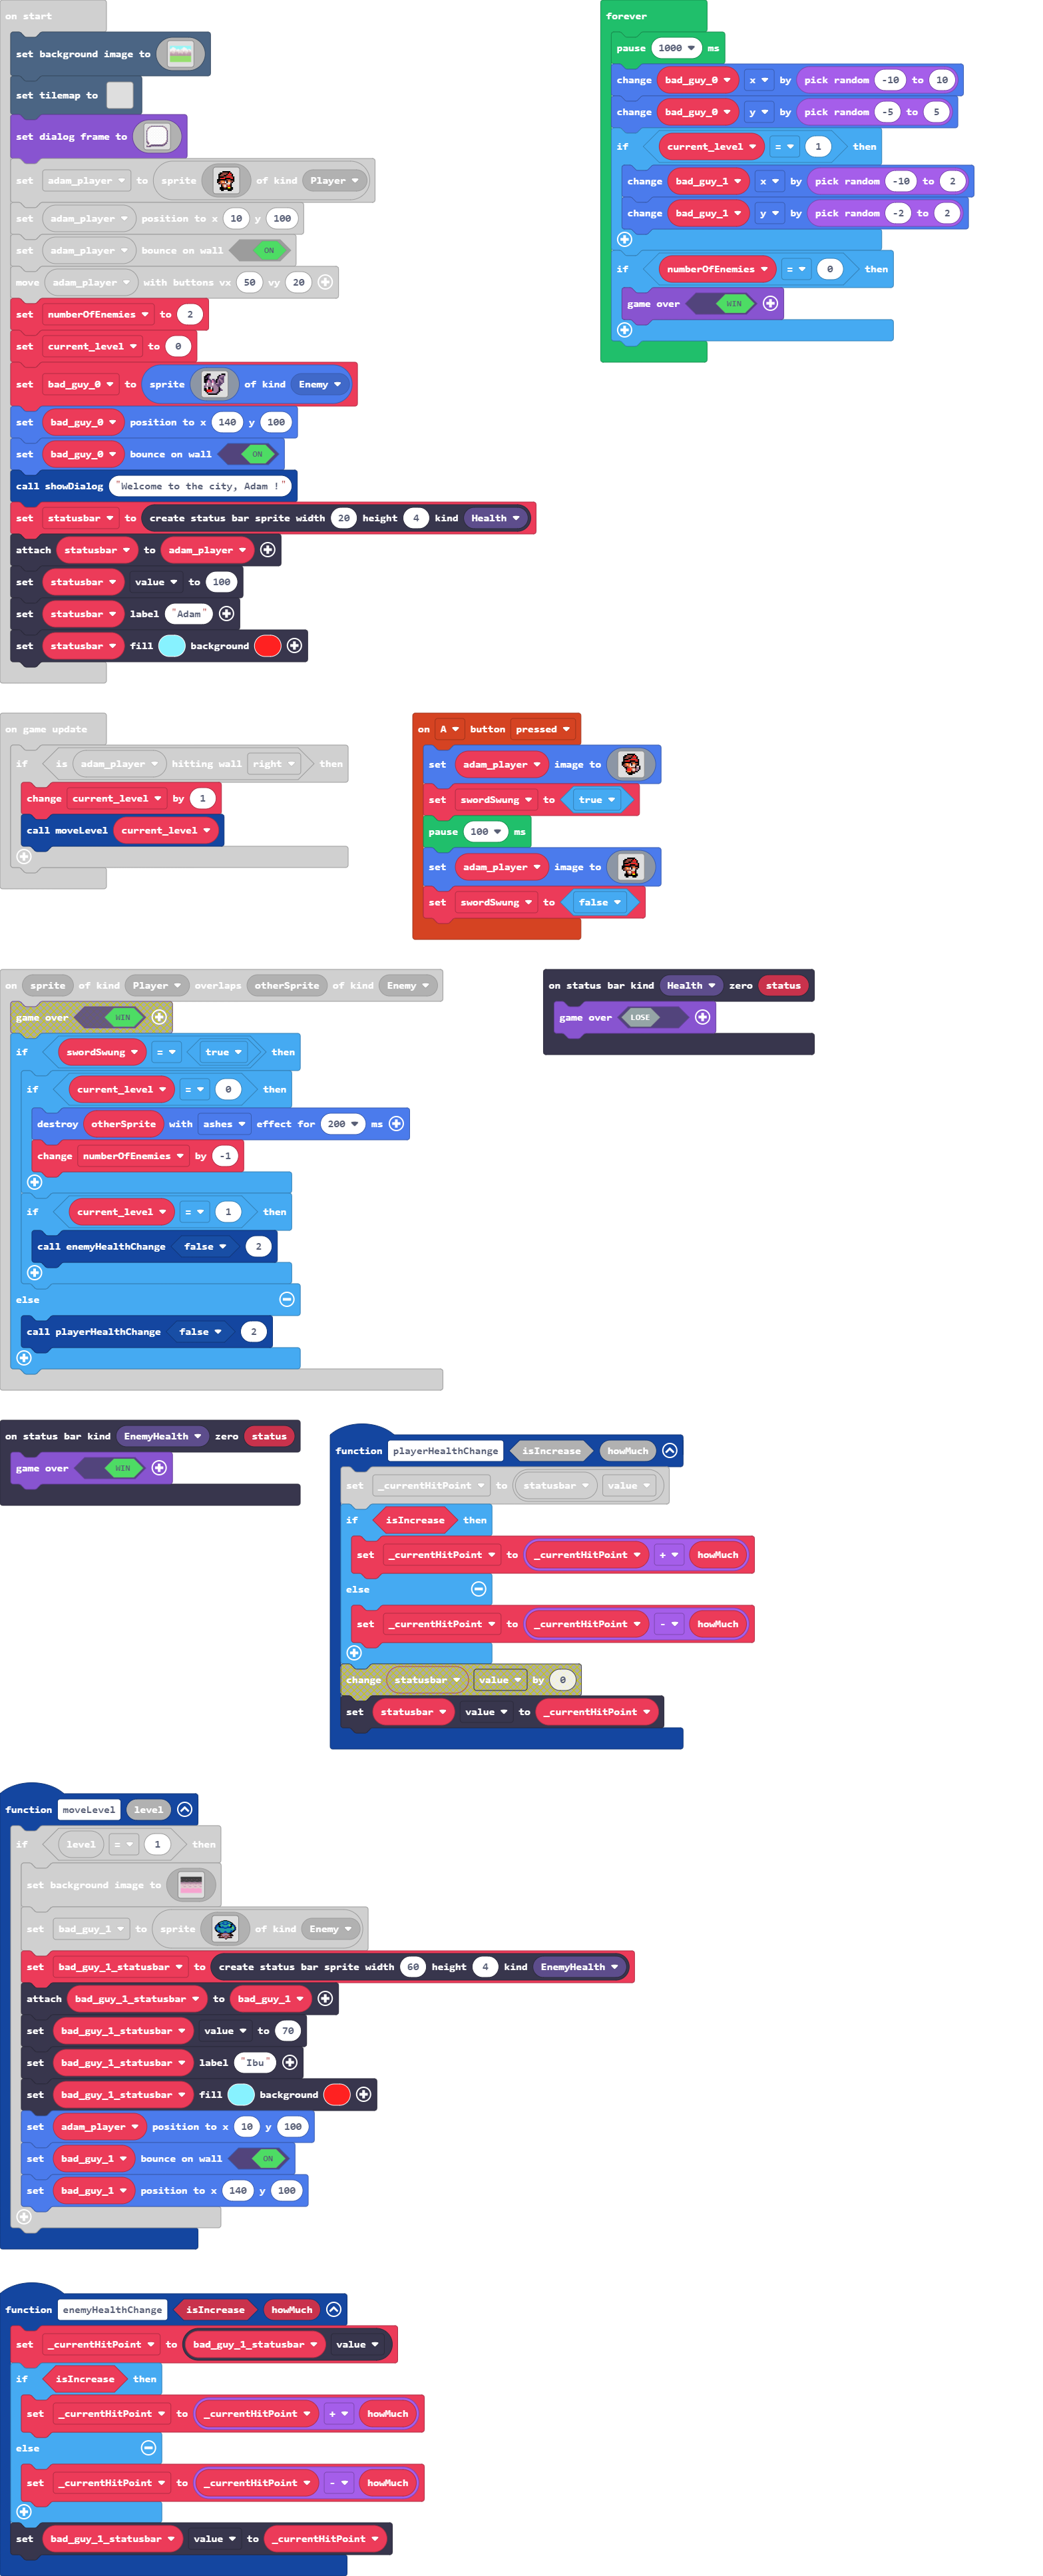 on start
set background image to
set tilemap to
set dialog frame to
set adam_player to sprite of kind Player
set adam_player position to x 10 y 100
set adam_player bounce on wall ON
move adam_player with buttons vx 50 vy 20
set numberOfEnemies to 2
set current_level to 0
set bad_guy_0 to sprite of kind Enemy
set bad_guy_0 position to x 140 y 100
set bad_guy_0 bounce on wall ON
call showDialog "Welcome to the city, Adam !"
set statusbar to create status bar sprite width 20 height 4 kind Health
attach statusbar to adam_player
set statusbar value to 100
set statusbar label "Adam"
set statusbar fill background
forever
pause 1000 ms
change bad_guy_0 x by pick random -10 to 10
change bad_guy_0 y by pick random -5 to 5
if current_level = 1 then
change bad_guy_1 x by pick random -10 to 2
change bad_guy_1 y by pick random -2 to 2
if numberOfEnemies = 0 then
game over WIN
on game update
if is adam_player hitting wall right then
change current_level by 1
call moveLevel current_level
on A button pressed
set adam_player image to
set swordSwung to true
pause 100 ms
set adam_player image to
set swordSwung to false
on sprite of kind Player overlaps otherSprite of kind Enemy
game over WIN
if swordSwung = true then
if current_level = 0 then
destroy otherSprite with ashes effect for 200 ms
change numberOfEnemies by -1
if current_level = 1 then
call enemyHealthChange false 2
else
call playerHealthChange false 2
on status bar kind Health zero status
game over LOSE
on status bar kind EnemyHealth zero status
game over WIN
function playerHealthChange isIncrease howMuch
set _currentHitPoint to statusbar value
if isIncrease then
set _currentHitPoint to _currentHitPoint + howMuch
else
set _currentHitPoint to _currentHitPoint - howMuch
change statusbar value by 0
set statusbar value to _currentHitPoint
function moveLevel level
if level = 1 then
set background image to
set bad_guy_1 to sprite of kind Enemy
set bad_guy_1_statusbar to create status bar sprite width 60 height 4 kind EnemyHealth
attach bad_guy_1_statusbar to bad_guy_1
set bad_guy_1_statusbar value to 70
set bad_guy_1_statusbar label "Ibu"
set bad_guy_1_statusbar fill background
set adam_player position to x 10 y 100
set bad_guy_1 bounce on wall ON
set bad_guy_1 position to x 140 y 100
function enemyHealthChange isIncrease howMuch
set _currentHitPoint to bad_guy_1_statusbar value
if isIncrease then
set _currentHitPoint to _currentHitPoint + howMuch
else
set _currentHitPoint to _currentHitPoint - howMuch
set bad_guy_1_statusbar value to _currentHitPoint